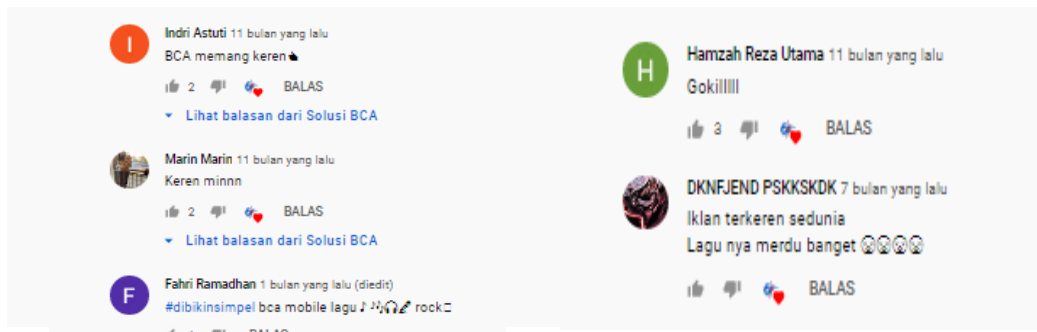 Indri Astuti 11 bulan yang lalu
BCA memang keren
2 BALAS
Lihat balasan dari Solusi BCA
Marin Marin 11 bulan yang lalu
Keren minnn
2 BALAS
Lihat balasan dari Solusi BCA
F
Fahri Ramadhan 1 bulan yang lalu (diedit)
#dibikinsimpel bca mobile lagu rock
I
H
Hamzah Reza Utama 11 bulan yang lalu
Gokilllll
3 BALAS
DKNFJEND PSKKSKDK 7 bulan yang lalu
Iklan terkeren sedunia
Lagu nya merdu banget
BALAS